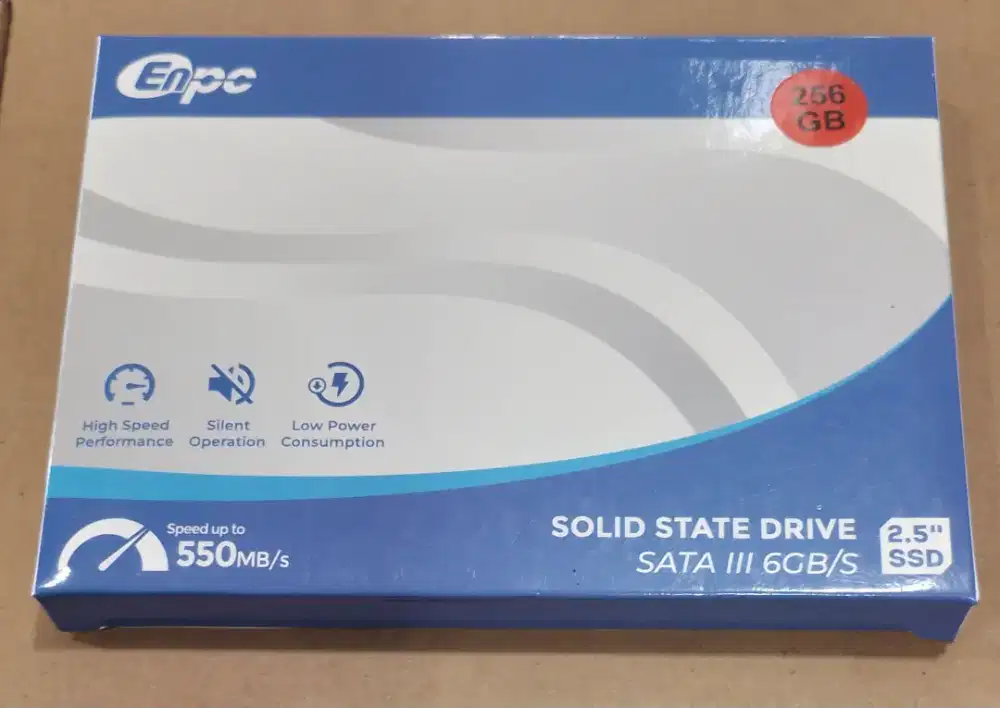 Enpc
256
GB
High Speed
Performance
Silent
Operation
Low Power
Consumption
Speed up to
550MB/s
SOLID STATE DRIVE
SATA III 6GB/S
2.5"
SSD